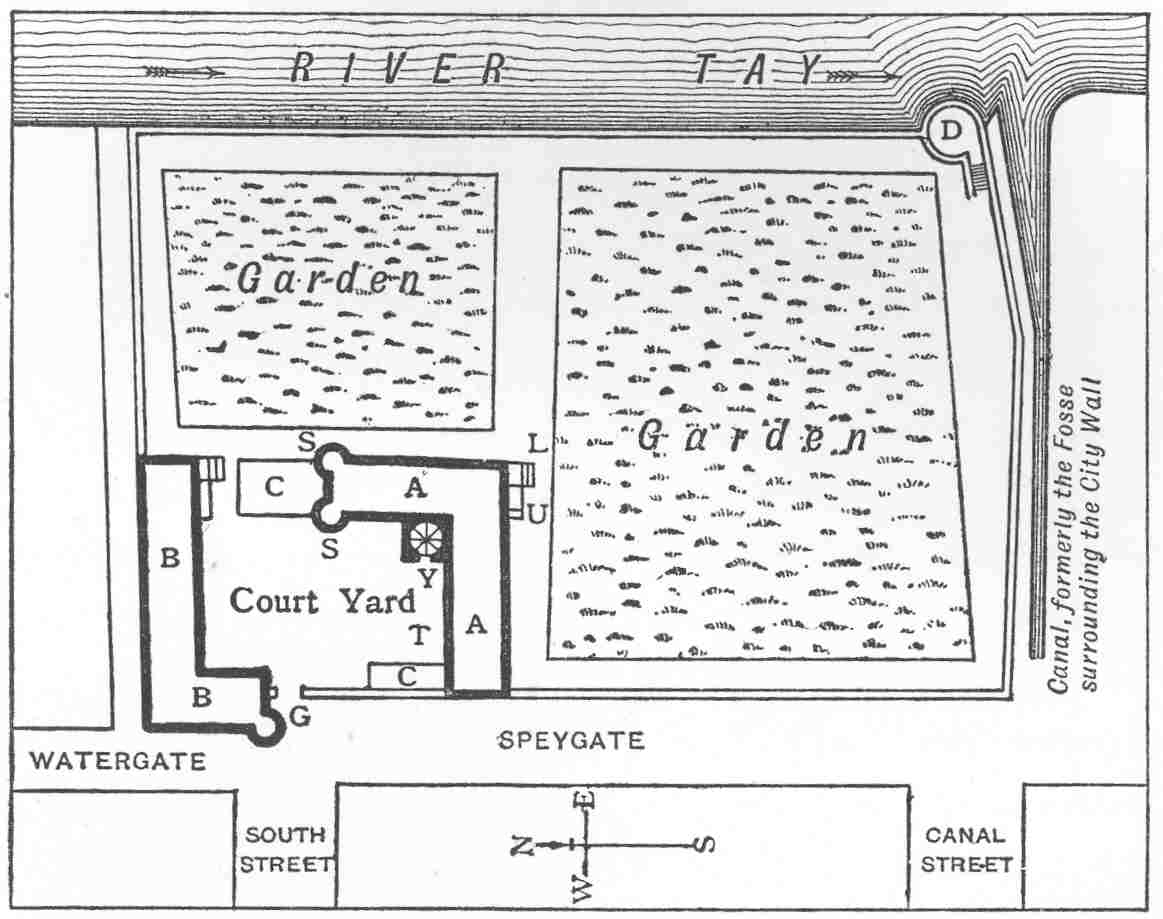 RIVER TAY
D
Garden
Garden
S
L
C
A
U
S
B
Y
Court Yard
T
A
C
B
G
Canal, formerly the Fosse
surrounding the City Wall
SPEYGATE
WATERGATE
E
N
S
W
SOUTH
STREET
CANAL
STREET